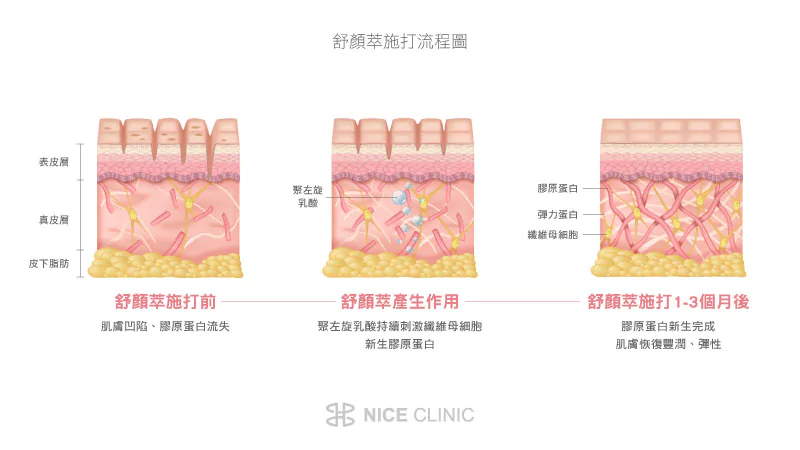 舒顏萃施打流程圖
表皮層
真皮層
皮下脂肪
聚左旋
乳酸
膠原蛋白
彈力蛋白
纖維母細胞
舒顏萃施打前
肌膚凹陷、膠原蛋白流失
舒顏萃產生作用
聚左旋乳酸持續刺激纖維母細胞
新生膠原蛋白
舒顏萃施打1-3個月後
膠原蛋白新生完成
肌膚恢復豐潤、彈性
NICE CLINIC